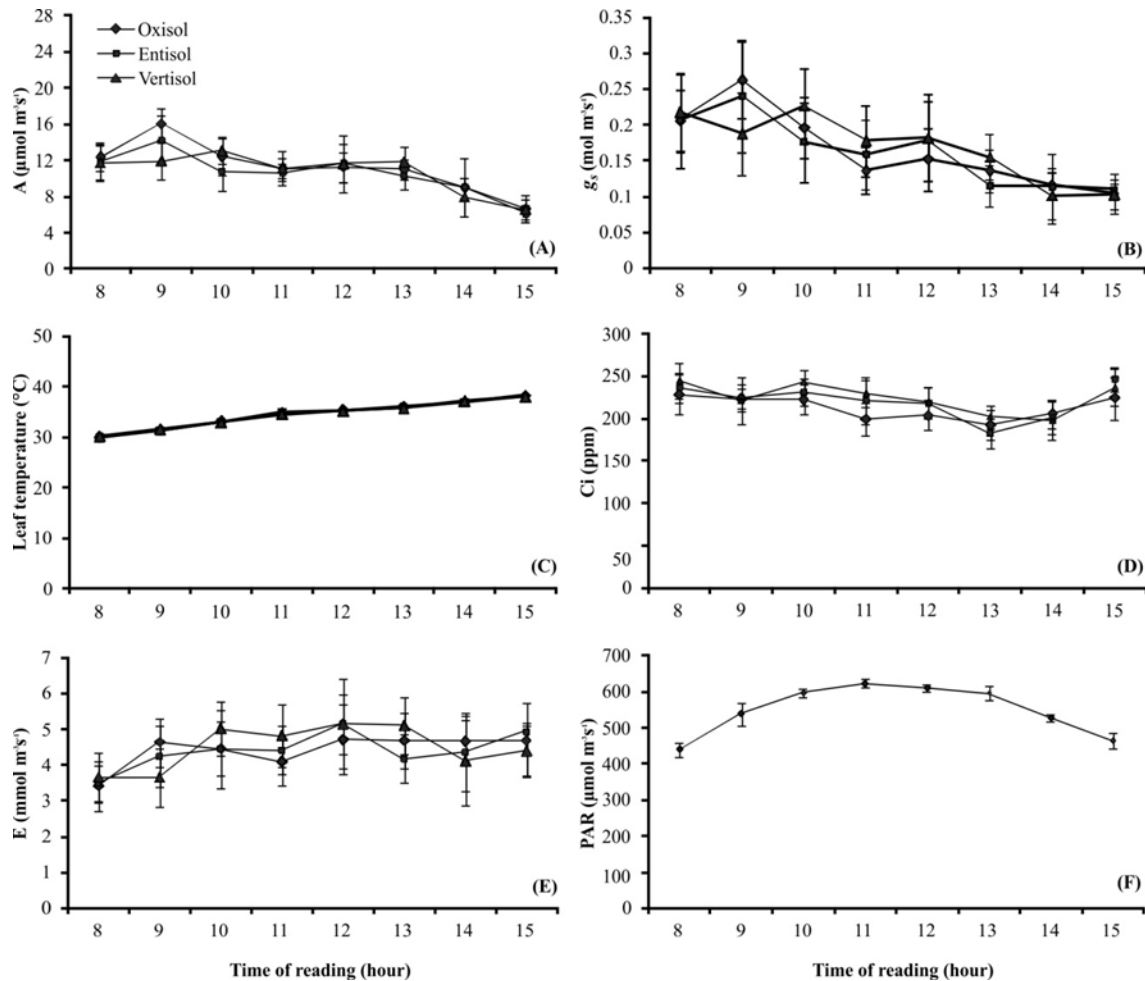 28
24
20
16
12
8
4
0
A (µmol m⁻²s⁻¹)
Oxisol
Entisol
Vertisol
(A)
8 9 10 11 12 13 14 15
0.35
0.3
0.25
0.2
0.15
0.1
0.05
0
gs (mol m⁻²s⁻¹)
(B)
8 9 10 11 12 13 14 15
50
40
30
20
10
0
Leaf temperature (°C)
(C)
8 9 10 11 12 13 14 15
300
250
200
150
100
50
0
Ci (ppm)
(D)
8 9 10 11 12 13 14 15
7
6
5
4
3
2
1
0
E (mmol m⁻²s⁻¹)
(E)
8 9 10 11 12 13 14 15
Time of reading (hour)
700
600
500
400
300
200
100
0
PAR (µmol m⁻²s⁻¹)
(F)
8 9 10 11 12 13 14 15
Time of reading (hour)